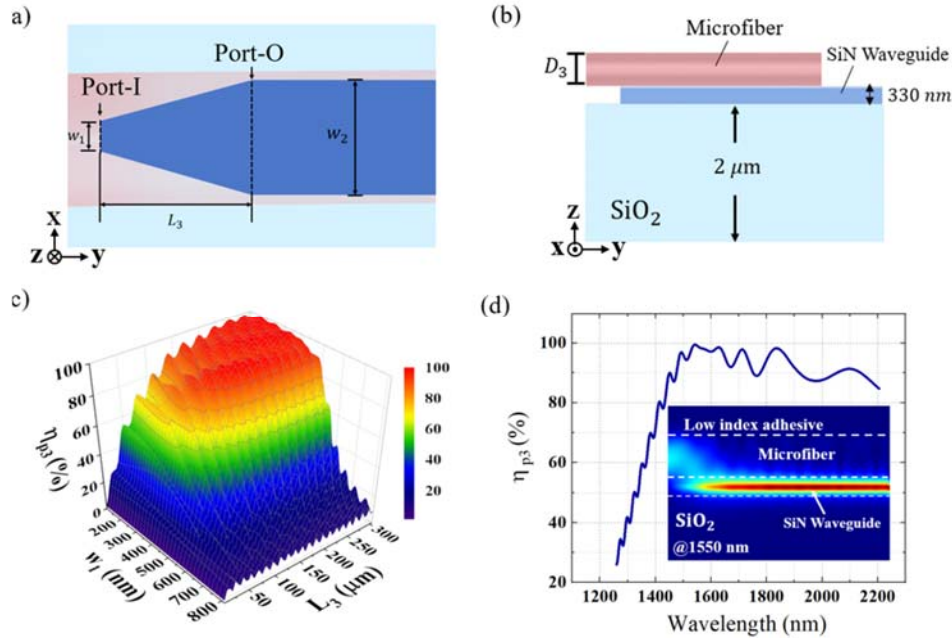 a)
Port-O
Port-I
w₁
w₂
L₃
x
z
y
(b)
Microfiber
SiN Waveguide
D₃
330 nm
2 μm
SiO₂
z
x
y
c)
100
80
60
40
20
0
η p3
(%)
200
300
400
500
600
700
800
w₁ (nm)
50
100
150
200
250
300
L₃ (μm)
100
80
60
40
20
(d)
100
80
60
40
20
η p3 (%)
Low index adhesive
Microfiber
SiO₂
SiN Waveguide
@1550 nm
1200 1400 1600 1800 2000 2200
Wavelength (nm)